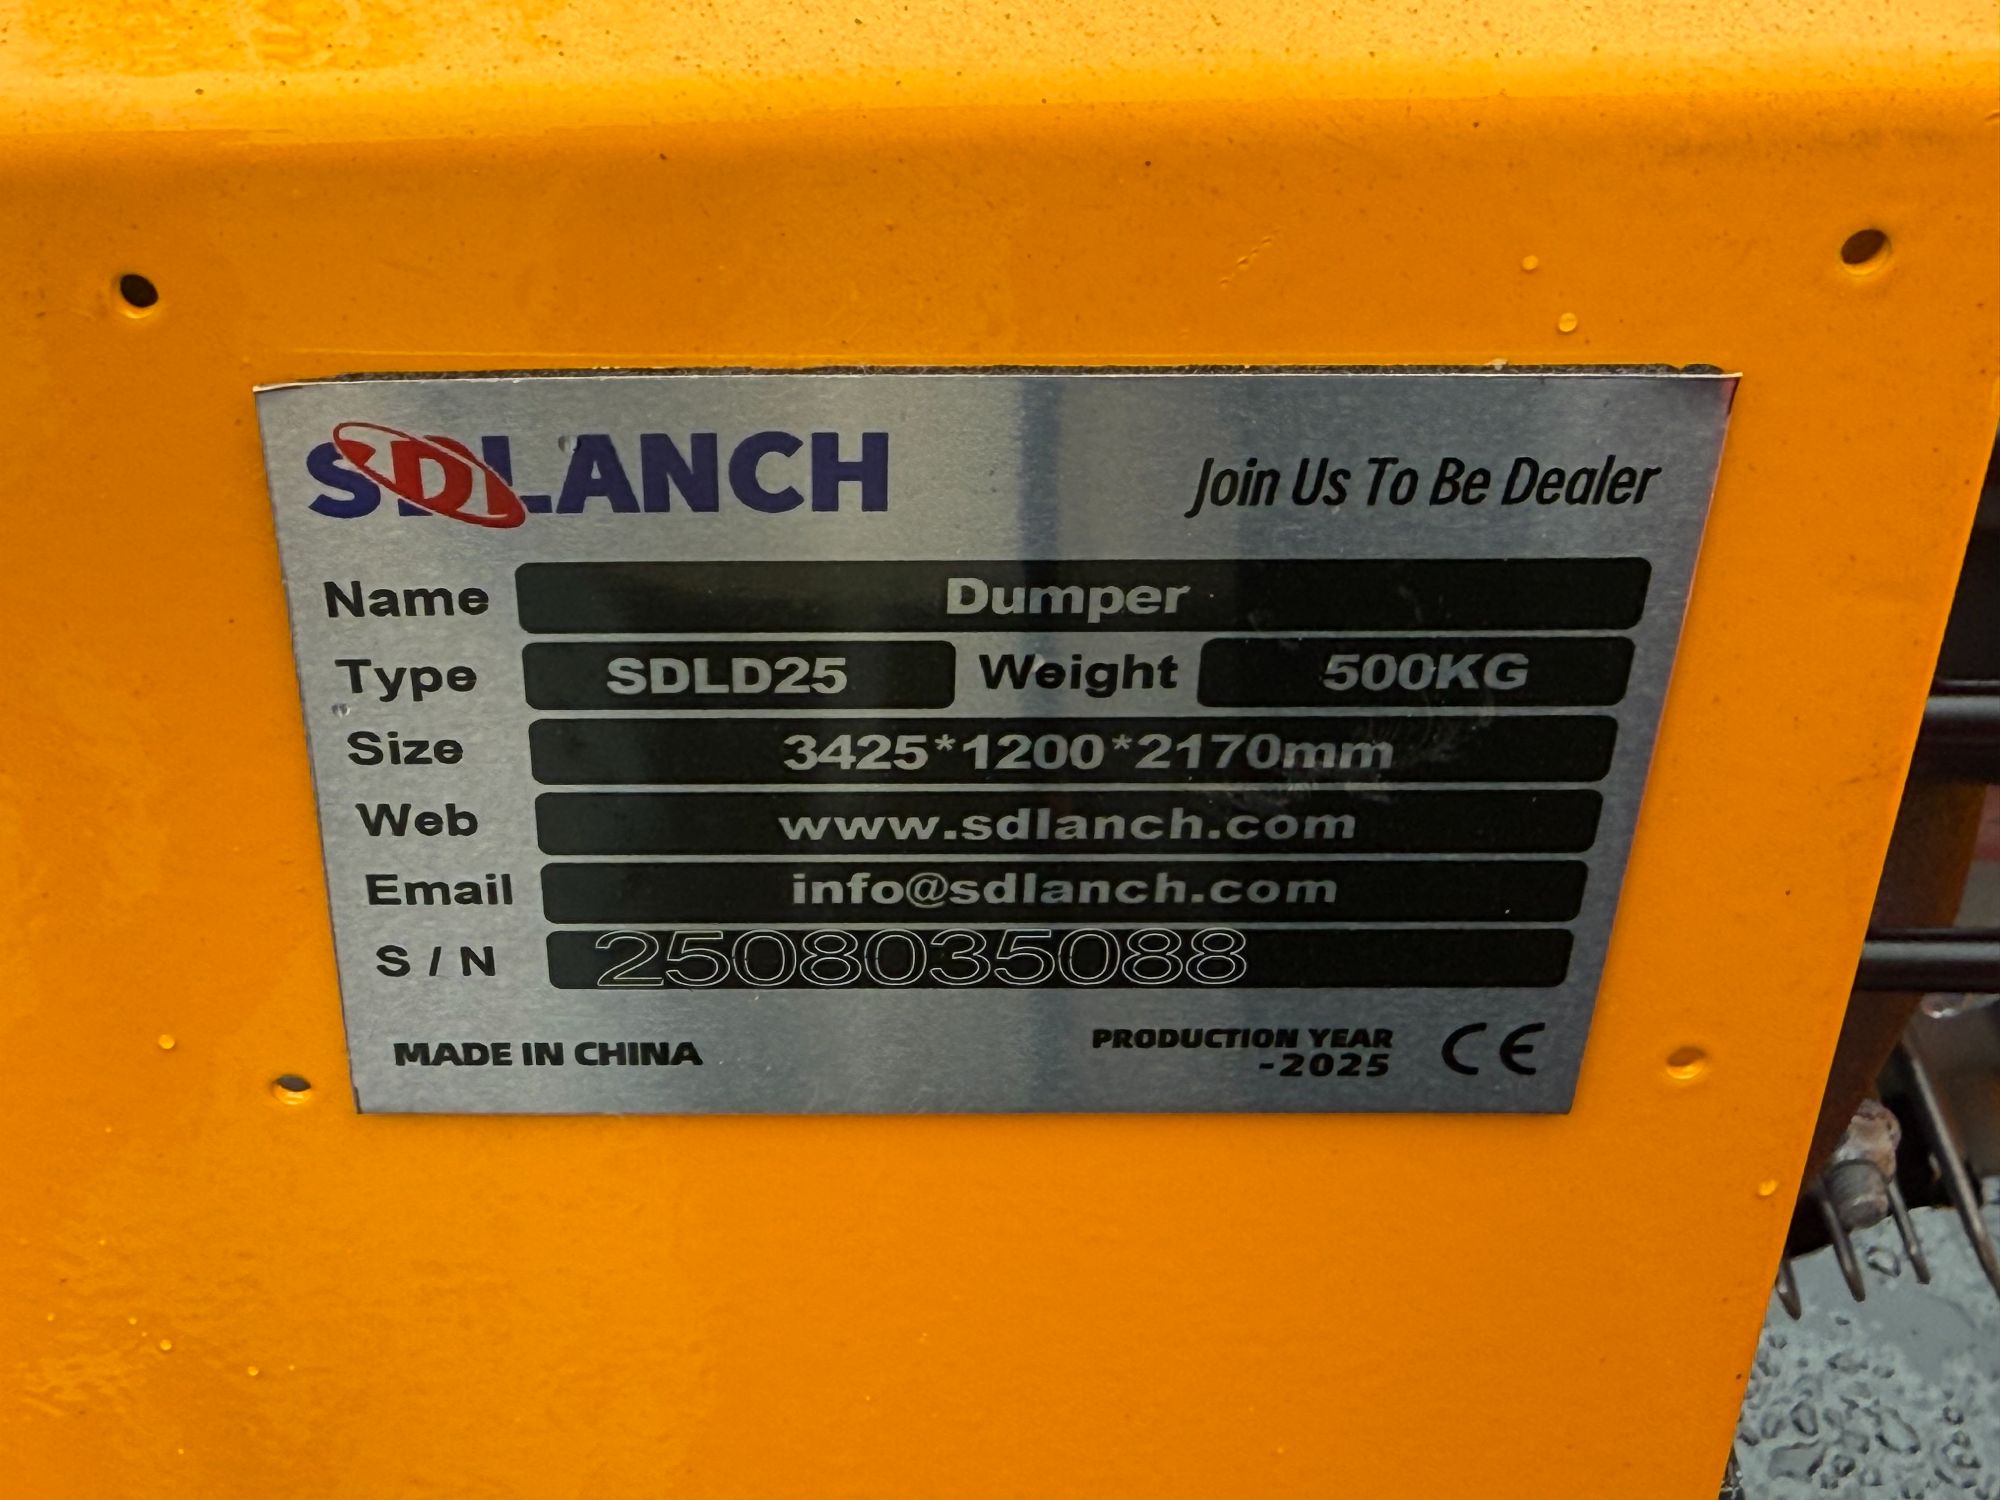 SDLANCH Join Us To Be Dealer
Name Dumper
Type SDLD25 Weight 500KG
Size 3425*1200*2170mm
Web www.sdlanch.com
Email info@sdlanch.com
S / N 2508035088
MADE IN CHINA PRODUCTION YEAR CE
-2025